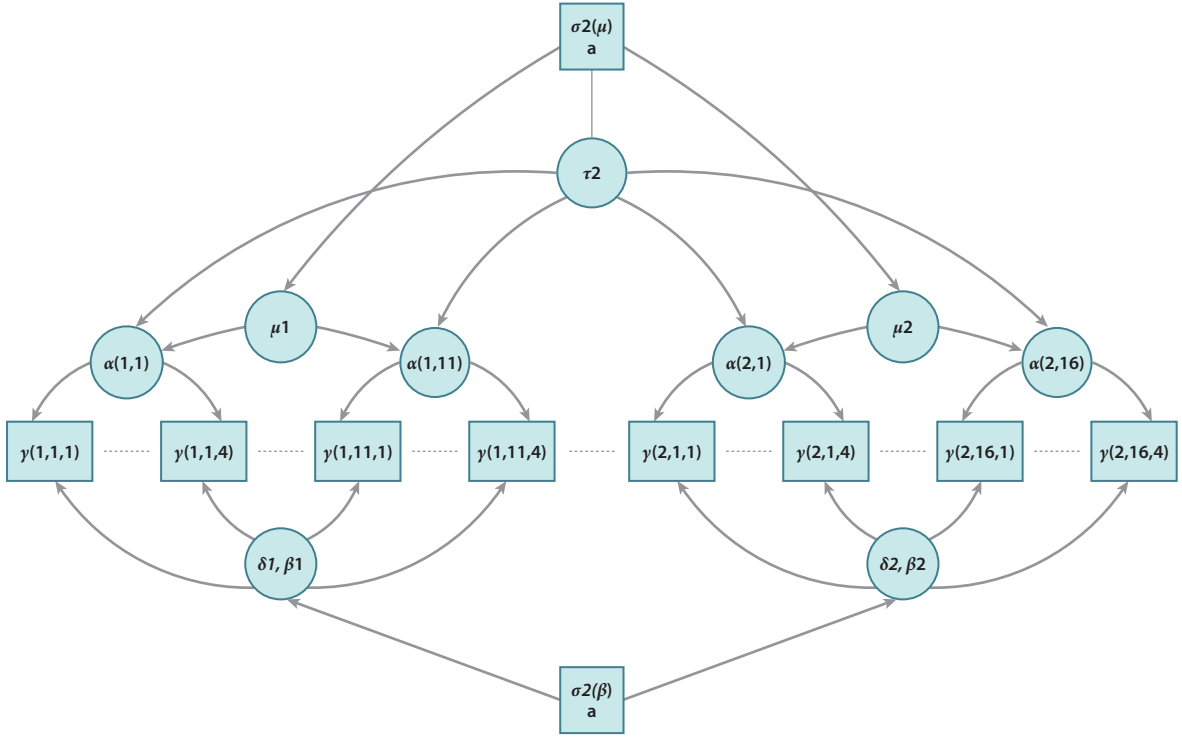 σ2(μ)
a
τ2
μ1
μ2
α(1,1)
α(1,11)
α(2,1)
α(2,16)
γ(1,1,1)
γ(1,1,4)
γ(1,11,1)
γ(1,11,4)
γ(2,1,1)
γ(2,1,4)
γ(2,16,1)
γ(2,16,4)
δ1, β1
δ2, β2
σ2(β)
a